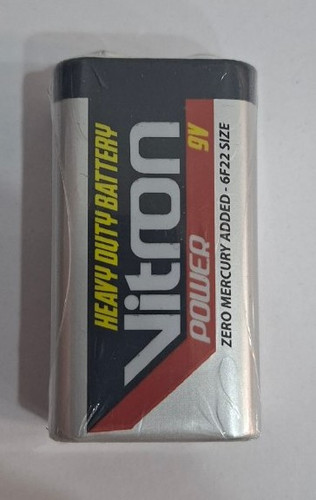 HEAVY DUTY BATTERY
Vitron
POWER 9V
ZERO MERCURY ADDED - 6F22 SIZE